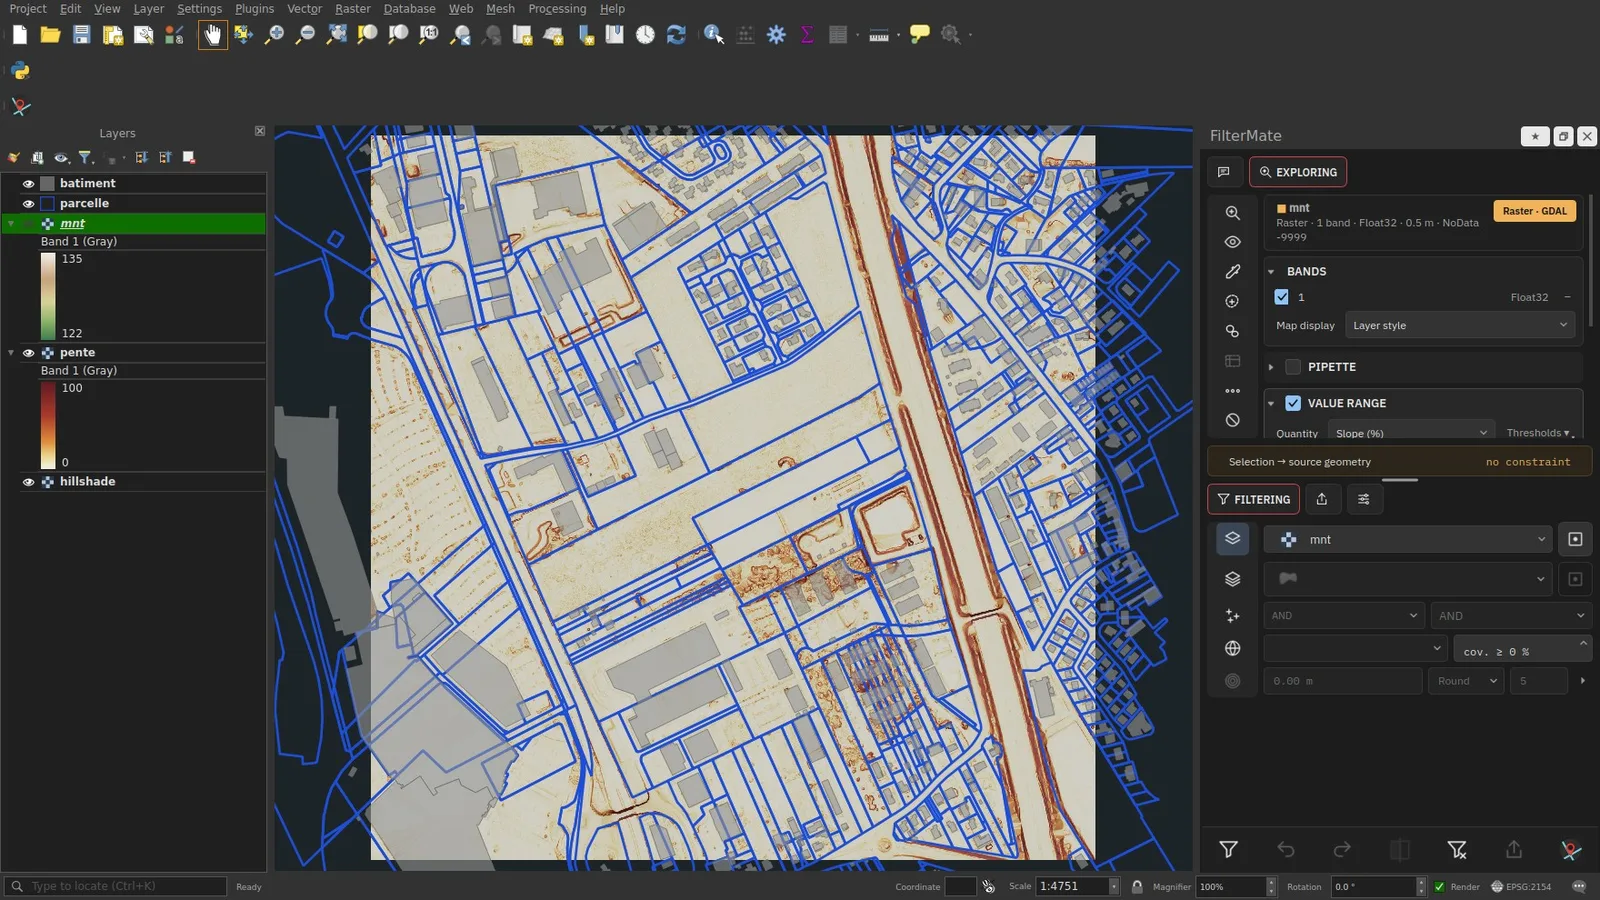 Project Edit View Layer Settings Plugins Vector Raster Database Web Mesh Processing Help
Layers
batiment
parcelle
mnt
Band 1 (Gray)
135
122
pente
Band 1 (Gray)
100
0
hillshade
FilterMate
EXPLORING
mnt
Raster · 1 band · Float32 · 0.5 m · NoData
-9999
Raster · GDAL
BANDS
1 Float32 –
Map display Layer style
PIPETTE
VALUE RANGE
Quantity Slope (%) Thresholds
Selection → source geometry no constraint
FILTERING
mnt
AND AND
cov. ≥ 0 %
0.00 m Round 5
Type to locate (Ctrl+K) Ready Coordinate Scale 1:4751 Magnifier 100% Rotation 0.0 ° Render EPSG:2154